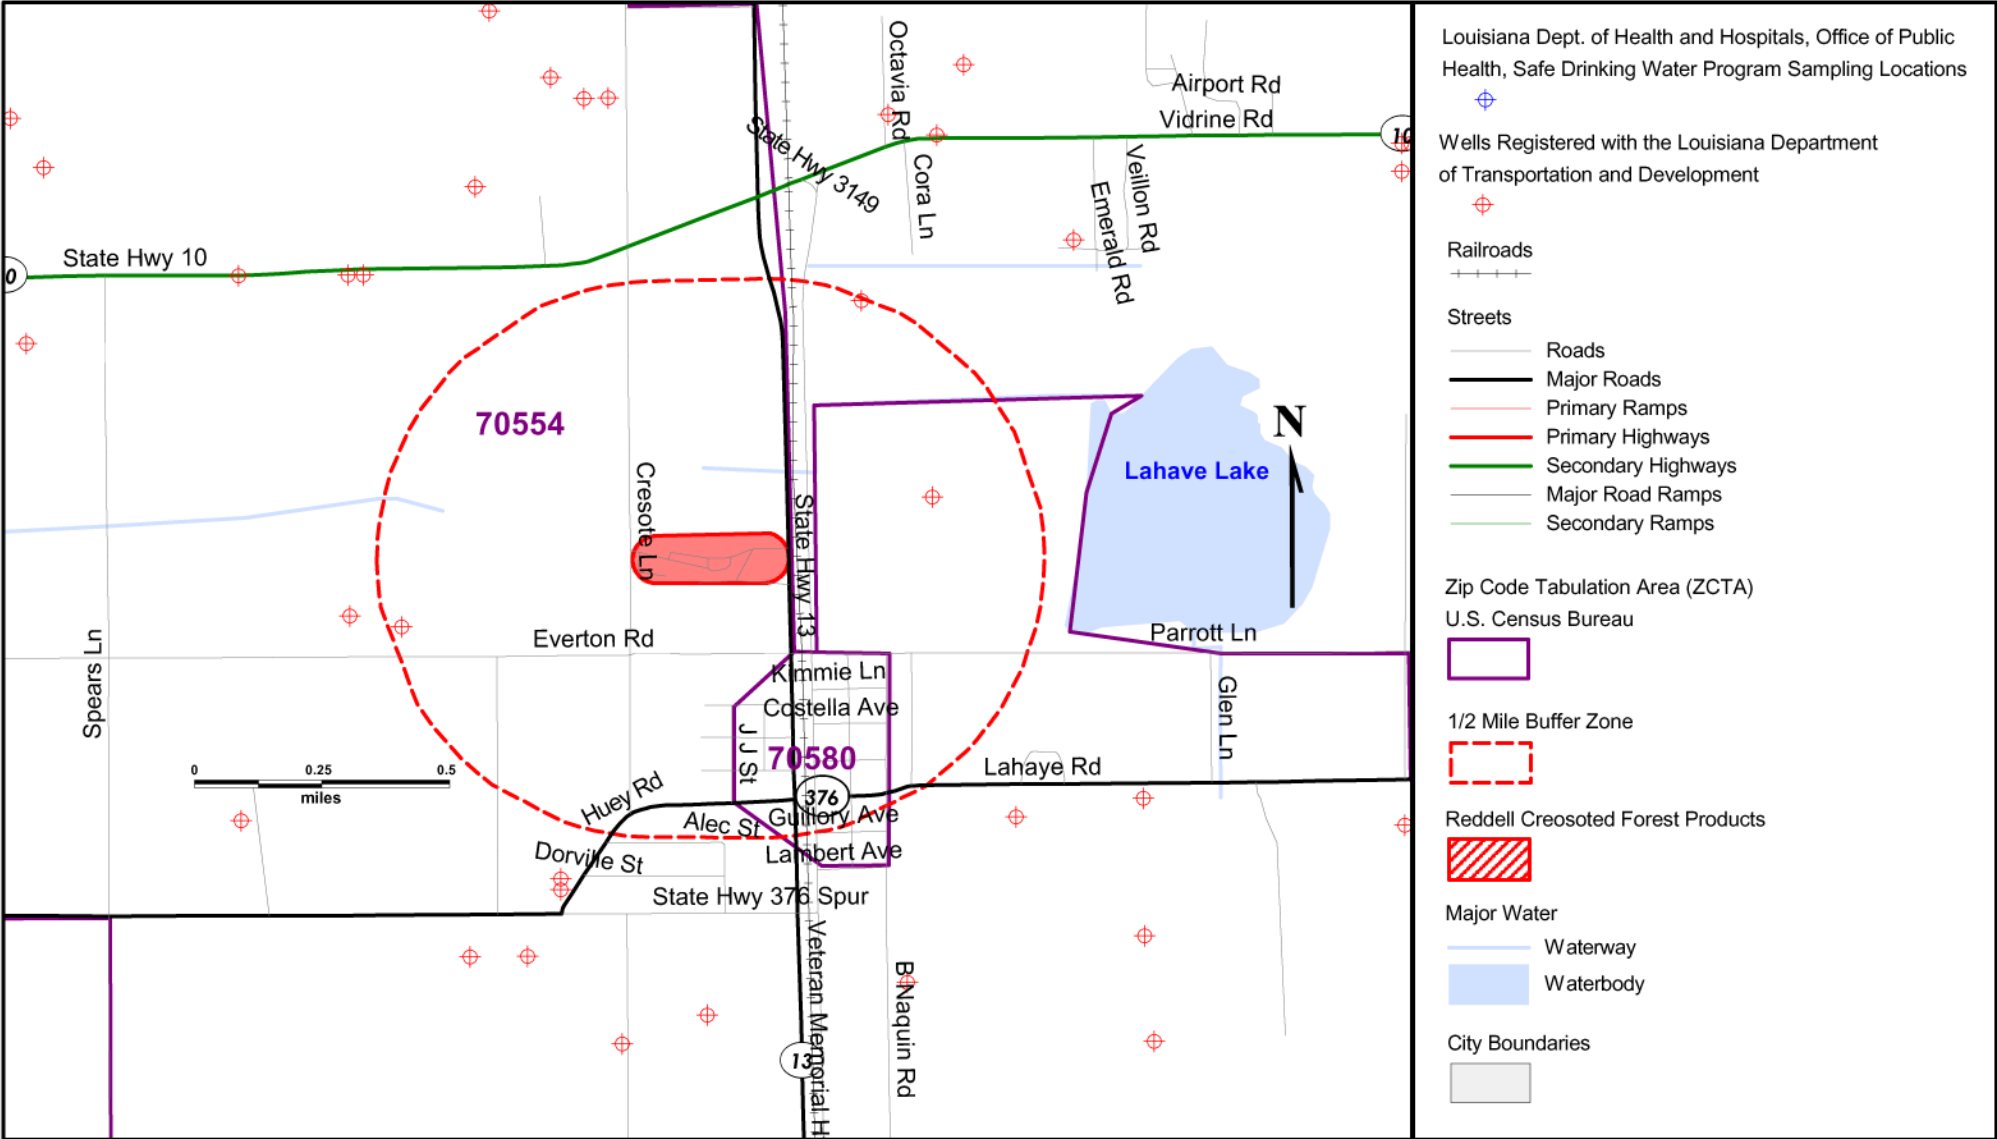 Octavia Rd
Airport Rd
Vidrine Rd
State Hwy 3149
10
Cora Ln
Veillon Rd
Emerald Rd
State Hwy 10
0
70554
Lahave Lake
N
Cresote Ln
State Hwy 13
Everton Rd
Parrott Ln
Spears Ln
Kimmie Ln
Costella Ave
J J St
70580
Glen Ln
Lahaye Rd
0 0.25 0.5
miles
Huey Rd
376
Alec St
Guillory Ave
Dorville St
Lambert Ave
State Hwy 376 Spur
Veteran Memorial H
B Naquin Rd
13
Louisiana Dept. of Health and Hospitals, Office of Public
Health, Safe Drinking Water Program Sampling Locations
Wells Registered with the Louisiana Department
of Transportation and Development
Railroads
Streets
Roads
Major Roads
Primary Ramps
Primary Highways
Secondary Highways
Major Road Ramps
Secondary Ramps
Zip Code Tabulation Area (ZCTA)
U.S. Census Bureau
1/2 Mile Buffer Zone
Reddell Creosoted Forest Products
Major Water
Waterway
Waterbody
City Boundaries